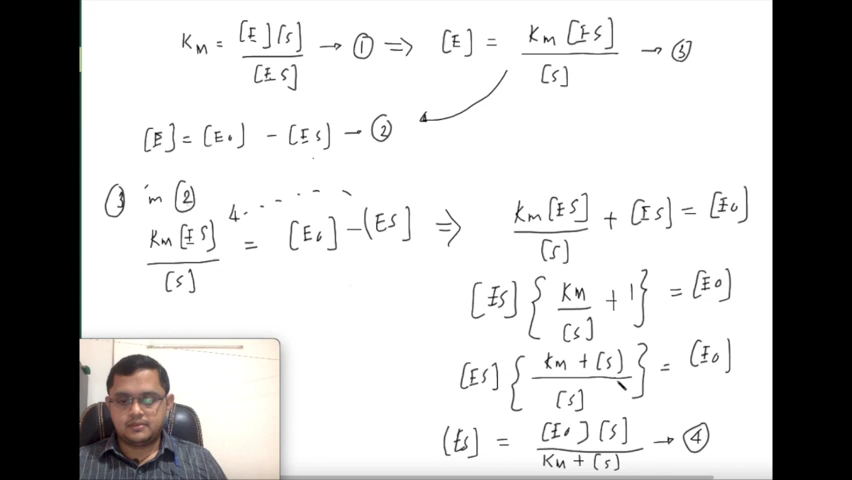 Km = [E][S] / [ES] → ① ⇒ [E] = Km [ES] / [S] → ③
[E] = [E0] - [ES] → ②
③ in ②
Km [ES] / [S] = [E0] - [ES] ⇒ Km [ES] / [S] + [ES] = [E0]
[ES] { Km / [S] + 1 } = [E0]
[ES] { Km + [S] / [S] } = [E0]
[ES] = [E0] [S] / Km + [S] → ④